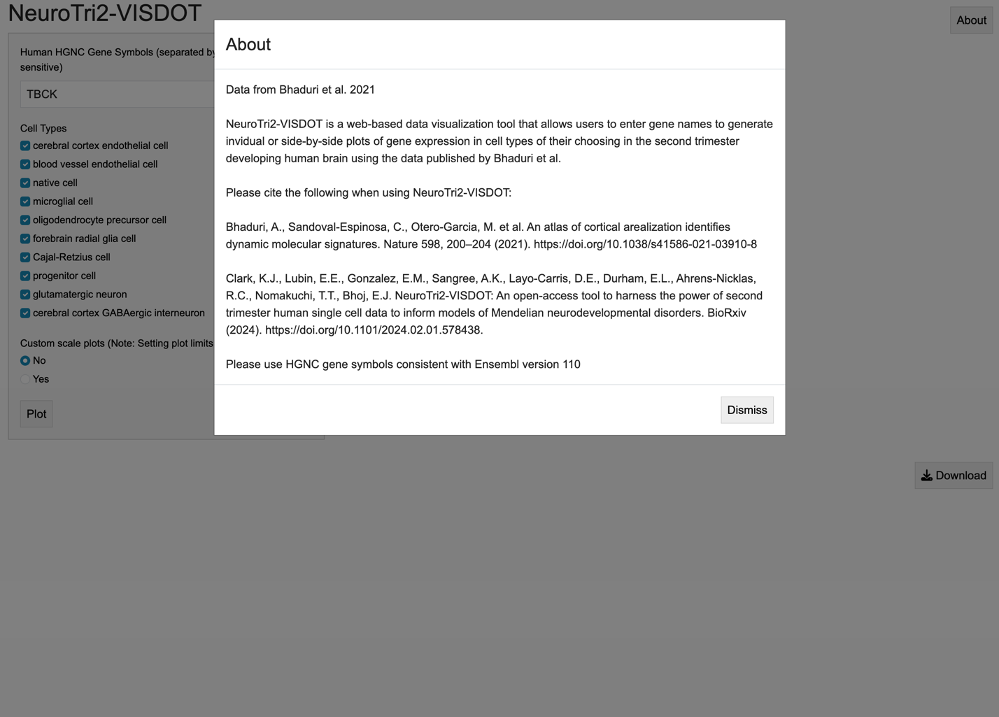 NeuroTri2-VISDOT
About
Human HGNC Gene Symbols (separated by
sensitive)
TBCK
Cell Types
cerebral cortex endothelial cell
blood vessel endothelial cell
native cell
microglial cell
oligodendrocyte precursor cell
forebrain radial glia cell
Cajal-Retzius cell
progenitor cell
glutamatergic neuron
cerebral cortex GABAergic interneuron
Custom scale plots (Note: Setting plot limits
No
Yes
Plot
About
Data from Bhaduri et al. 2021
NeuroTri2-VISDOT is a web-based data visualization tool that allows users to enter gene names to generate
invidual or side-by-side plots of gene expression in cell types of their choosing in the second trimester
developing human brain using the data published by Bhaduri et al.
Please cite the following when using NeuroTri2-VISDOT:
Bhaduri, A., Sandoval-Espinosa, C., Otero-Garcia, M. et al. An atlas of cortical arealization identifies
dynamic molecular signatures. Nature 598, 200–204 (2021). https://doi.org/10.1038/s41586-021-03910-8
Clark, K.J., Lubin, E.E., Gonzalez, E.M., Sangree, A.K., Layo-Carris, D.E., Durham, E.L., Ahrens-Nicklas,
R.C., Nomakuchi, T.T., Bhoj, E.J. NeuroTri2-VISDOT: An open-access tool to harness the power of second
trimester human single cell data to inform models of Mendelian neurodevelopmental disorders. BioRxiv
(2024). https://doi.org/10.1101/2024.02.01.578438.
Please use HGNC gene symbols consistent with Ensembl version 110
Dismiss
Download